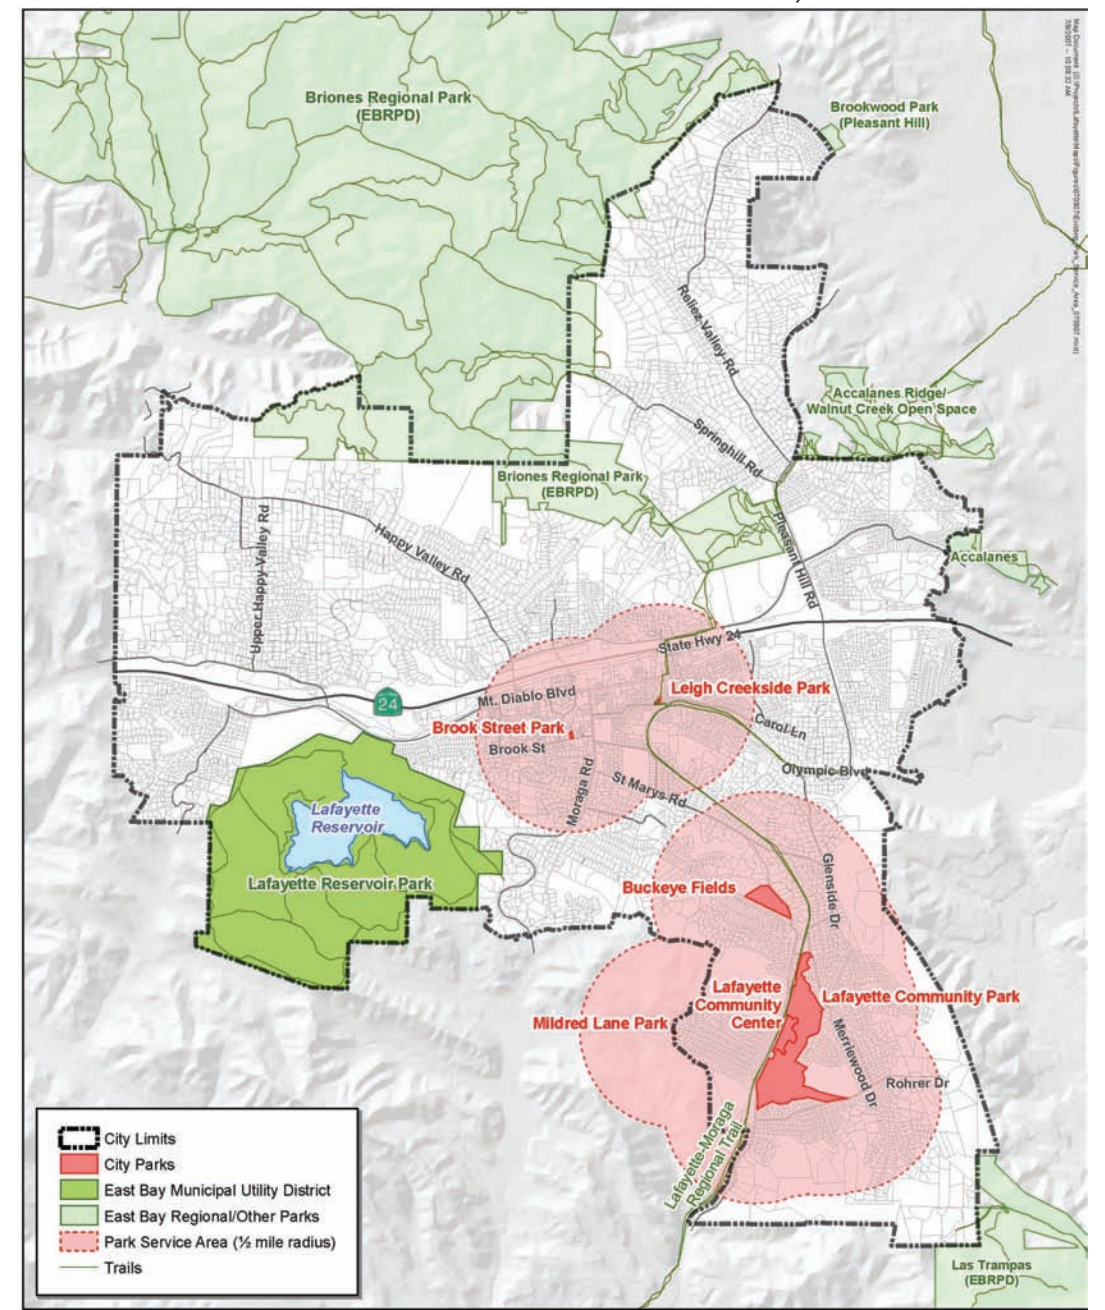 Briones Regional Park
(EBRPD)
Brookwood Park
(Pleasant Hill)
Reliez Valley Rd
Accalanes Ridge/
Walnut Creek Open Space
Springhill Rd
Briones Regional Park
(EBRPD)
Pleasant Hill Rd
Accalanes
Upper Happy Valley Rd
Happy Valley Rd
State Hwy 24
24
Mt. Diablo Blvd
Leigh Creekside Park
Brook Street Park
Brook St
Carol Ln
Olympic Blvd
Moraga Rd
St Marys Rd
Lafayette
Reservoir
Lafayette Reservoir Park
Glenside Dr
Buckeye Fields
Lafayette
Community
Center
Lafayette Community Park
Mildred Lane Park
Merriewood Dr
Rohrer Dr
Lafayette-Moraga
Regional Trail
Las Trampas
(EBRPD)
City Limits
City Parks
East Bay Municipal Utility District
East Bay Regional/Other Parks
Park Service Area (½ mile radius)
Trails